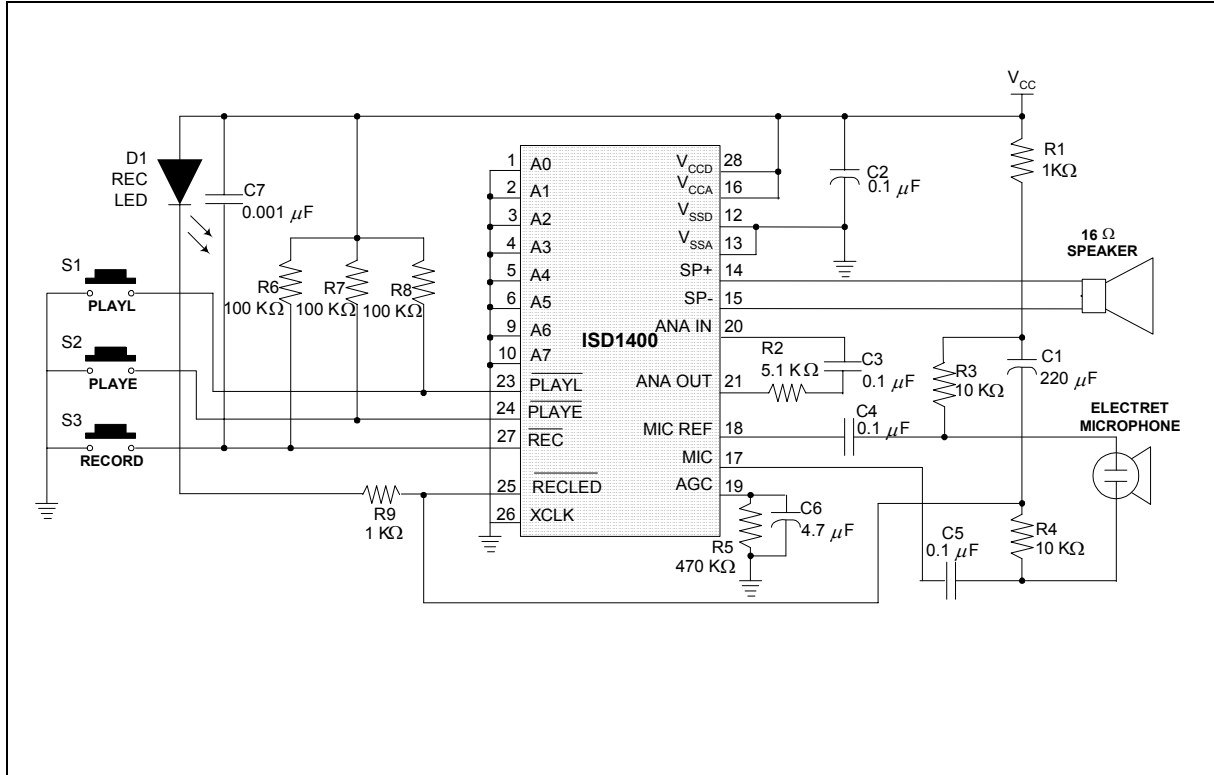 V_CC
D1
REC
LED
C7
0.001 μF
R6
100 KΩ
R7
100 KΩ
R8
100 KΩ
S1
PLAYL
S2
PLAYE
S3
RECORD
R9
1 KΩ
ISD1400
1 A0
2 A1
3 A2
4 A3
5 A4
6 A5
9 A6
10 A7
23 PLAYL
24 PLAYE
27 REC
25 RECLED
26 XCLK
V_CCD 28
V_CCA 16
V_SSD 12
V_SSA 13
SP+ 14
SP- 15
ANA IN 20
ANA OUT 21
MIC REF 18
MIC 17
AGC 19
C2
0.1 μF
R1
1KΩ
16 Ω
SPEAKER
R2
5.1 KΩ
C3
0.1 μF
R3
10 KΩ
C1
220 μF
C4
0.1 μF
ELECTRET
MICROPHONE
C6
4.7 μF
R5
470 KΩ
C5
0.1 μF
R4
10 KΩ